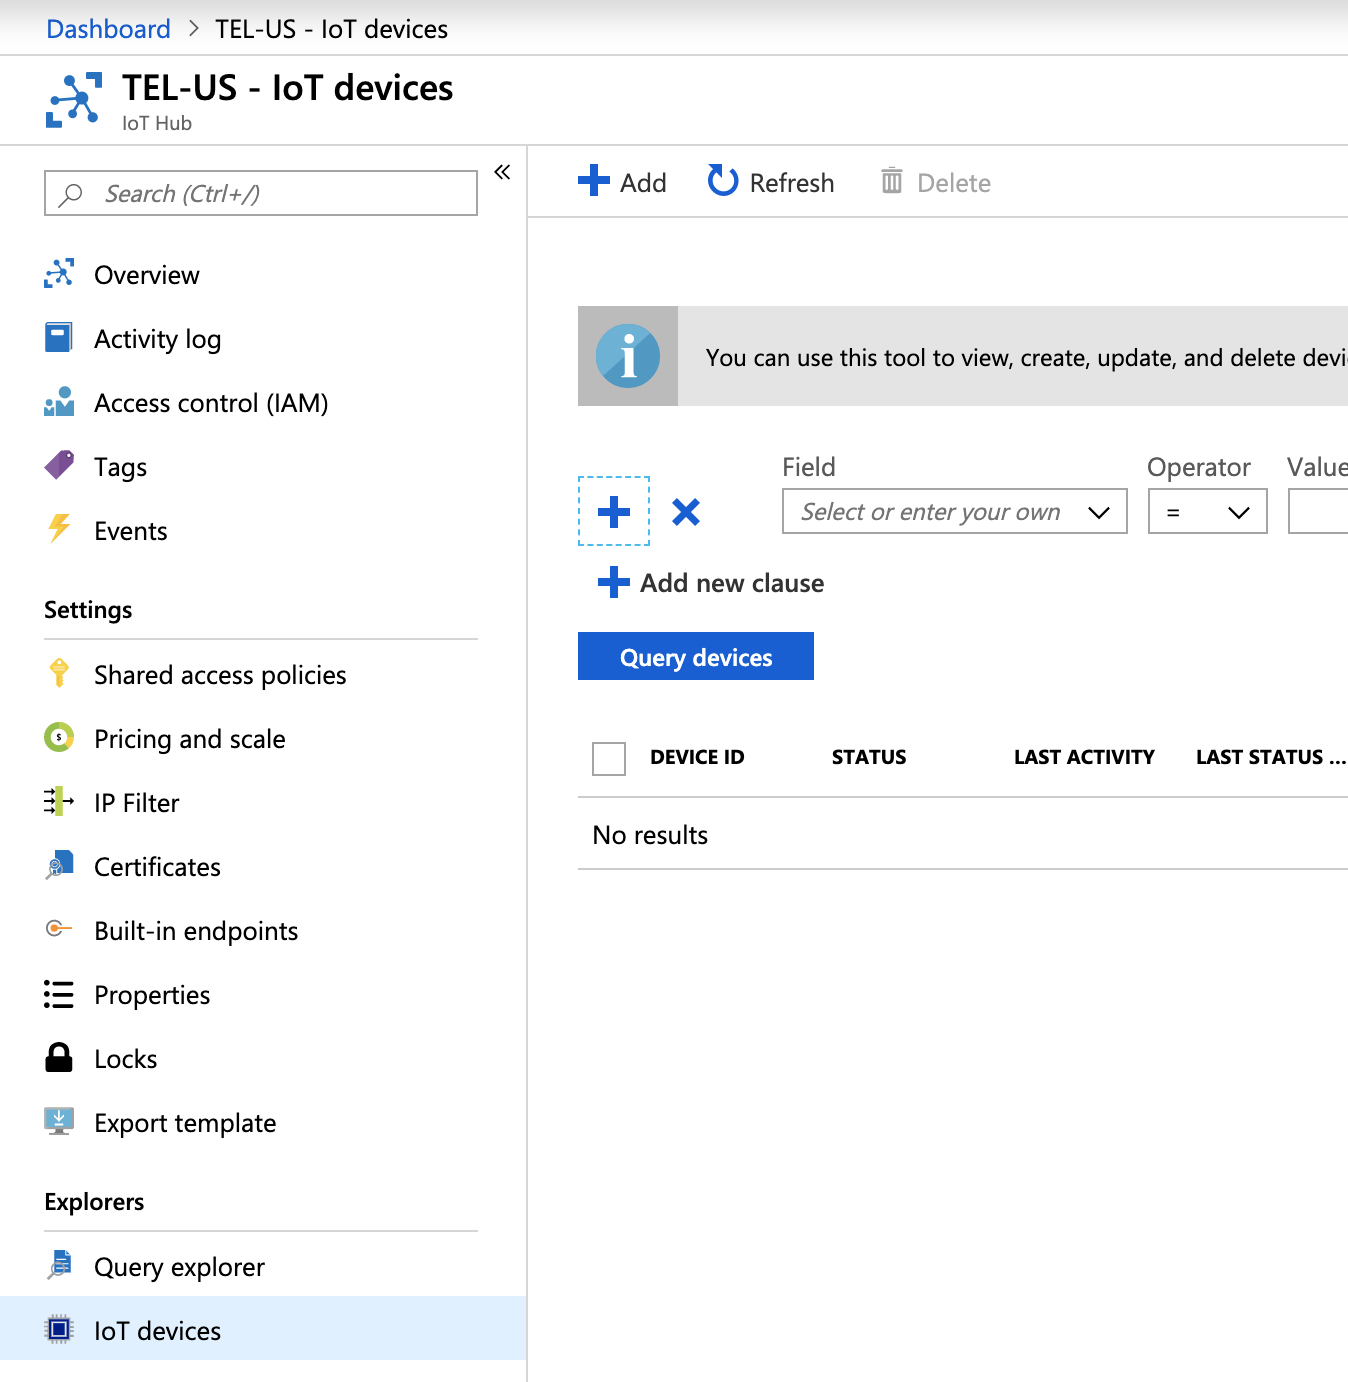 Dashboard > TEL-US - IoT devices
TEL-US - IoT devices
IoT Hub
Search (Ctrl+/)
«
Overview
Activity log
Access control (IAM)
Tags
Events
Settings
Shared access policies
Pricing and scale
IP Filter
Certificates
Built-in endpoints
Properties
Locks
Export template
Explorers
Query explorer
IoT devices
Add Refresh Delete
You can use this tool to view, create, update, and delete devi
Field Operator Value
Select or enter your own =
Add new clause
Query devices
DEVICE ID STATUS LAST ACTIVITY LAST STATUS ...
No results